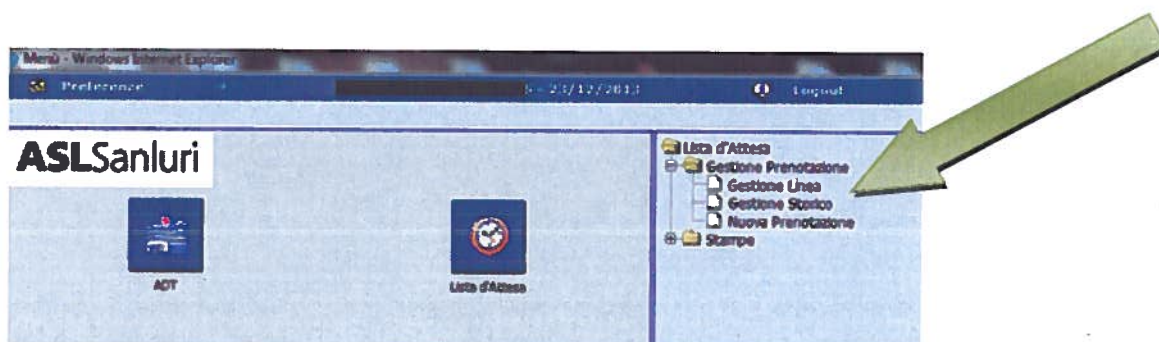 Menù - Windows Internet Explorer
Preferenze
- 23/12/2013
Logout
ASLSanluri
Lista d'Attesa
Gestione Prenotazione
Gestione Linea
Gestione Storico
Nuova Prenotazione
Stampe
ADT
Lista d'Attesa